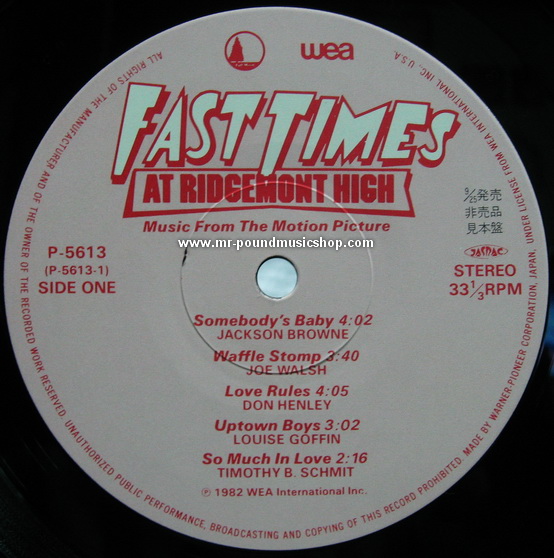 wea
FAST TIMES
AT RIDGEMONT HIGH
Music From The Motion Picture
www.mr-poundmusicshop.com
9/25発売
非売品
見本盤
P-5613
(P-5613-1)
SIDE ONE
JASRAC
STEREO
33 1/3 RPM
Somebody's Baby 4:02
JACKSON BROWNE
Waffle Stomp 3:40
JOE WALSH
Love Rules 4:05
DON HENLEY
Uptown Boys 3:02
LOUISE GOFFIN
So Much In Love 2:16
TIMOTHY B. SCHMIT
Ⓟ 1982 WEA International Inc.
ALL RIGHTS OF THE MANUFACTURER AND OF THE OWNER OF THE RECORDED WORK RESERVED. UNAUTHORIZED PUBLIC PERFORMANCE, BROADCASTING AND COPYING OF THIS RECORD PROHIBITED. MADE BY WARNER-PIONEER CORPORATION, JAPAN, UNDER LICENSE FROM WEA INTERNATIONAL INC., U.S.A.